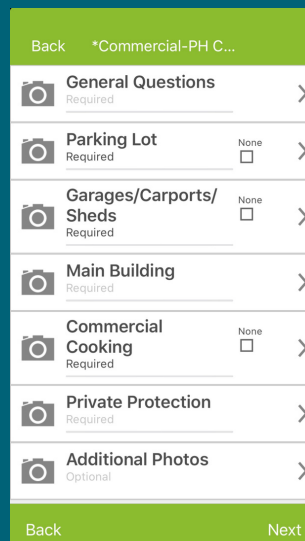 Back *Commercial-PH C...
General Questions
Required
Parking Lot
Required
None
Garages/Carports/
Sheds
Required
None
Main Building
Required
Commercial
Cooking
Required
None
Private Protection
Required
Additional Photos
Optional
Back Next